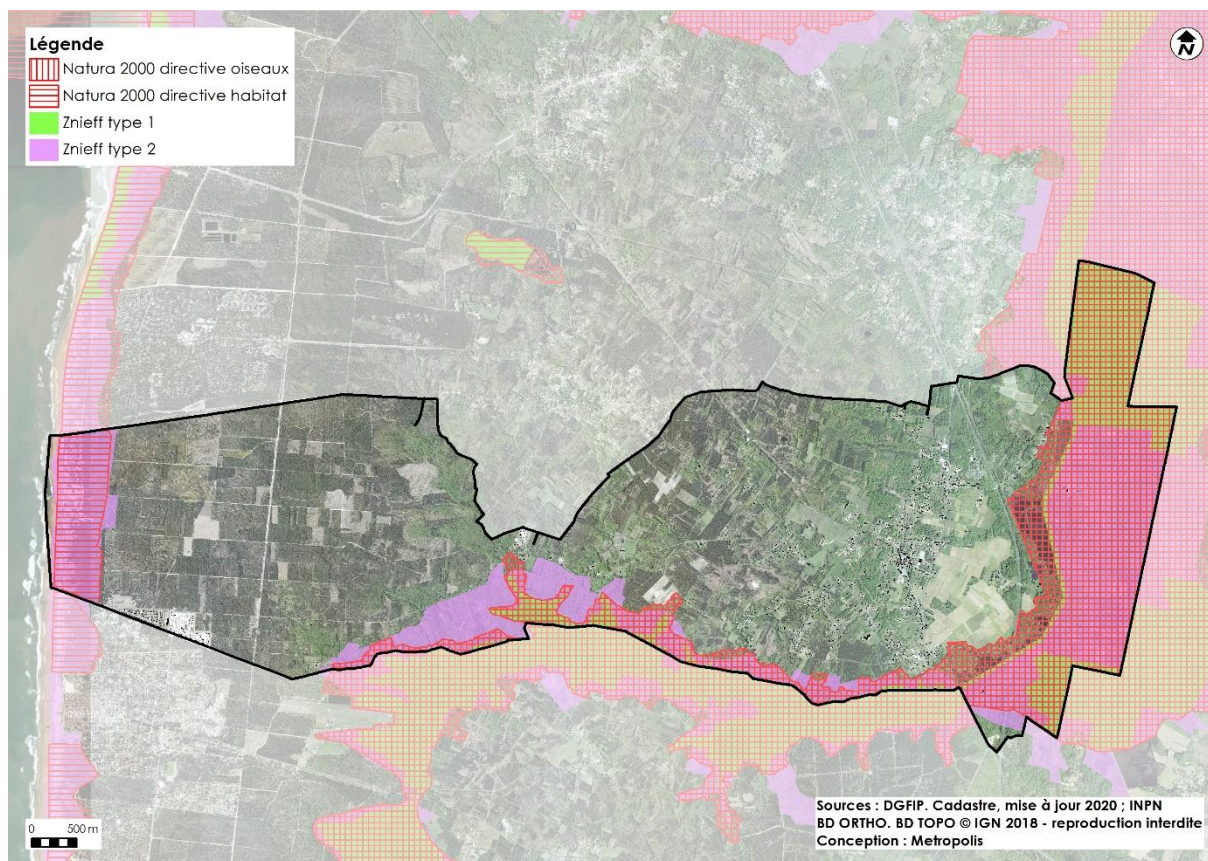 Légende
Natura 2000 directive oiseaux
Natura 2000 directive habitat
Znieff type 1
Znieff type 2
N
0 500 m
Sources : DGFIP. Cadastre, mise à jour 2020 ; INPN
BD ORTHO. BD TOPO © IGN 2018 - reproduction interdite
Conception : Metropolis